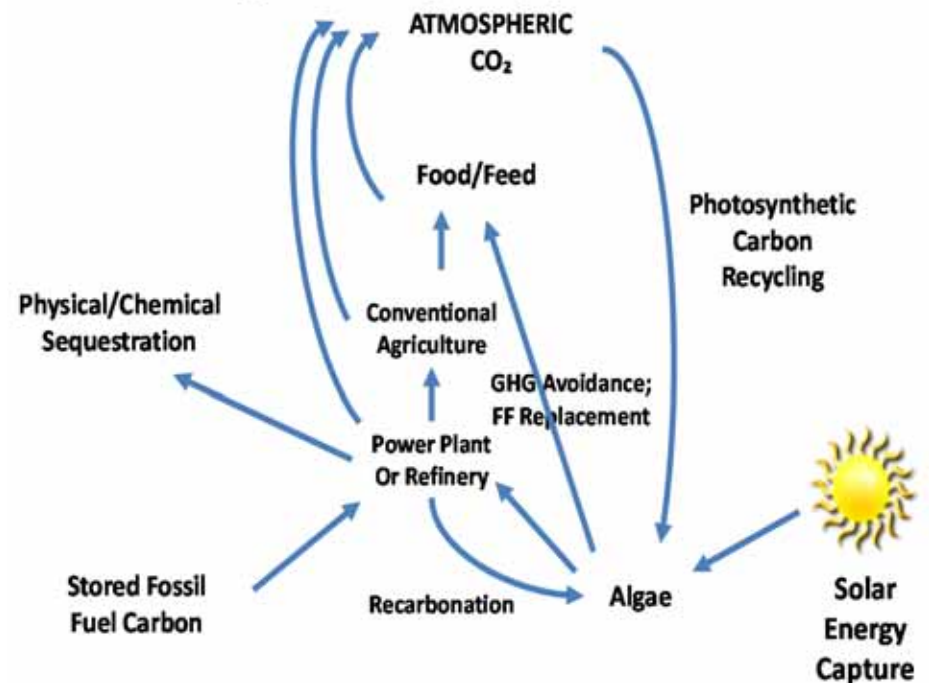 ATMOSPHERIC
CO₂
Food/Feed
Photosynthetic
Carbon
Recycling
Physical/Chemical
Sequestration
Conventional
Agriculture
GHG Avoidance;
FF Replacement
Power Plant
Or Refinery
Stored Fossil
Fuel Carbon
Recarbonation
Algae
Solar
Energy
Capture